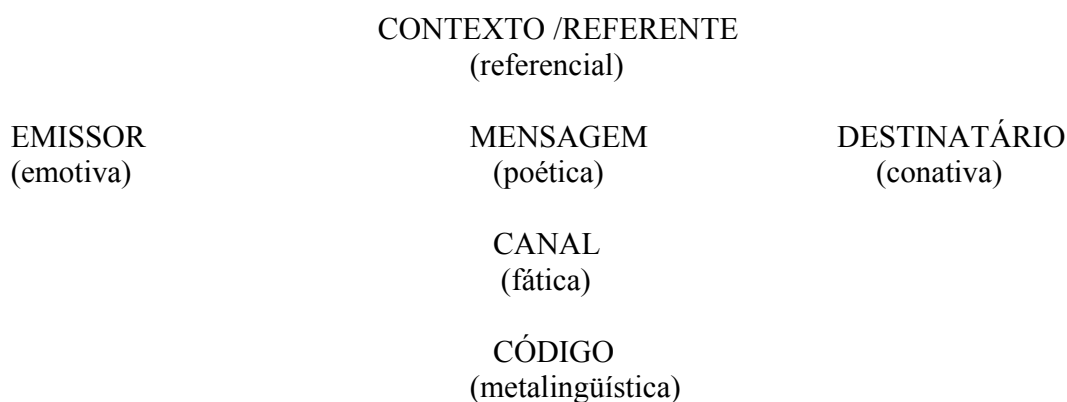 CONTEXTO /REFERENTE
(referencial)
EMISSOR MENSAGEM DESTINATÁRIO
(emotiva) (poética) (conativa)
CANAL
(fática)
CÓDIGO
(metalingüística)